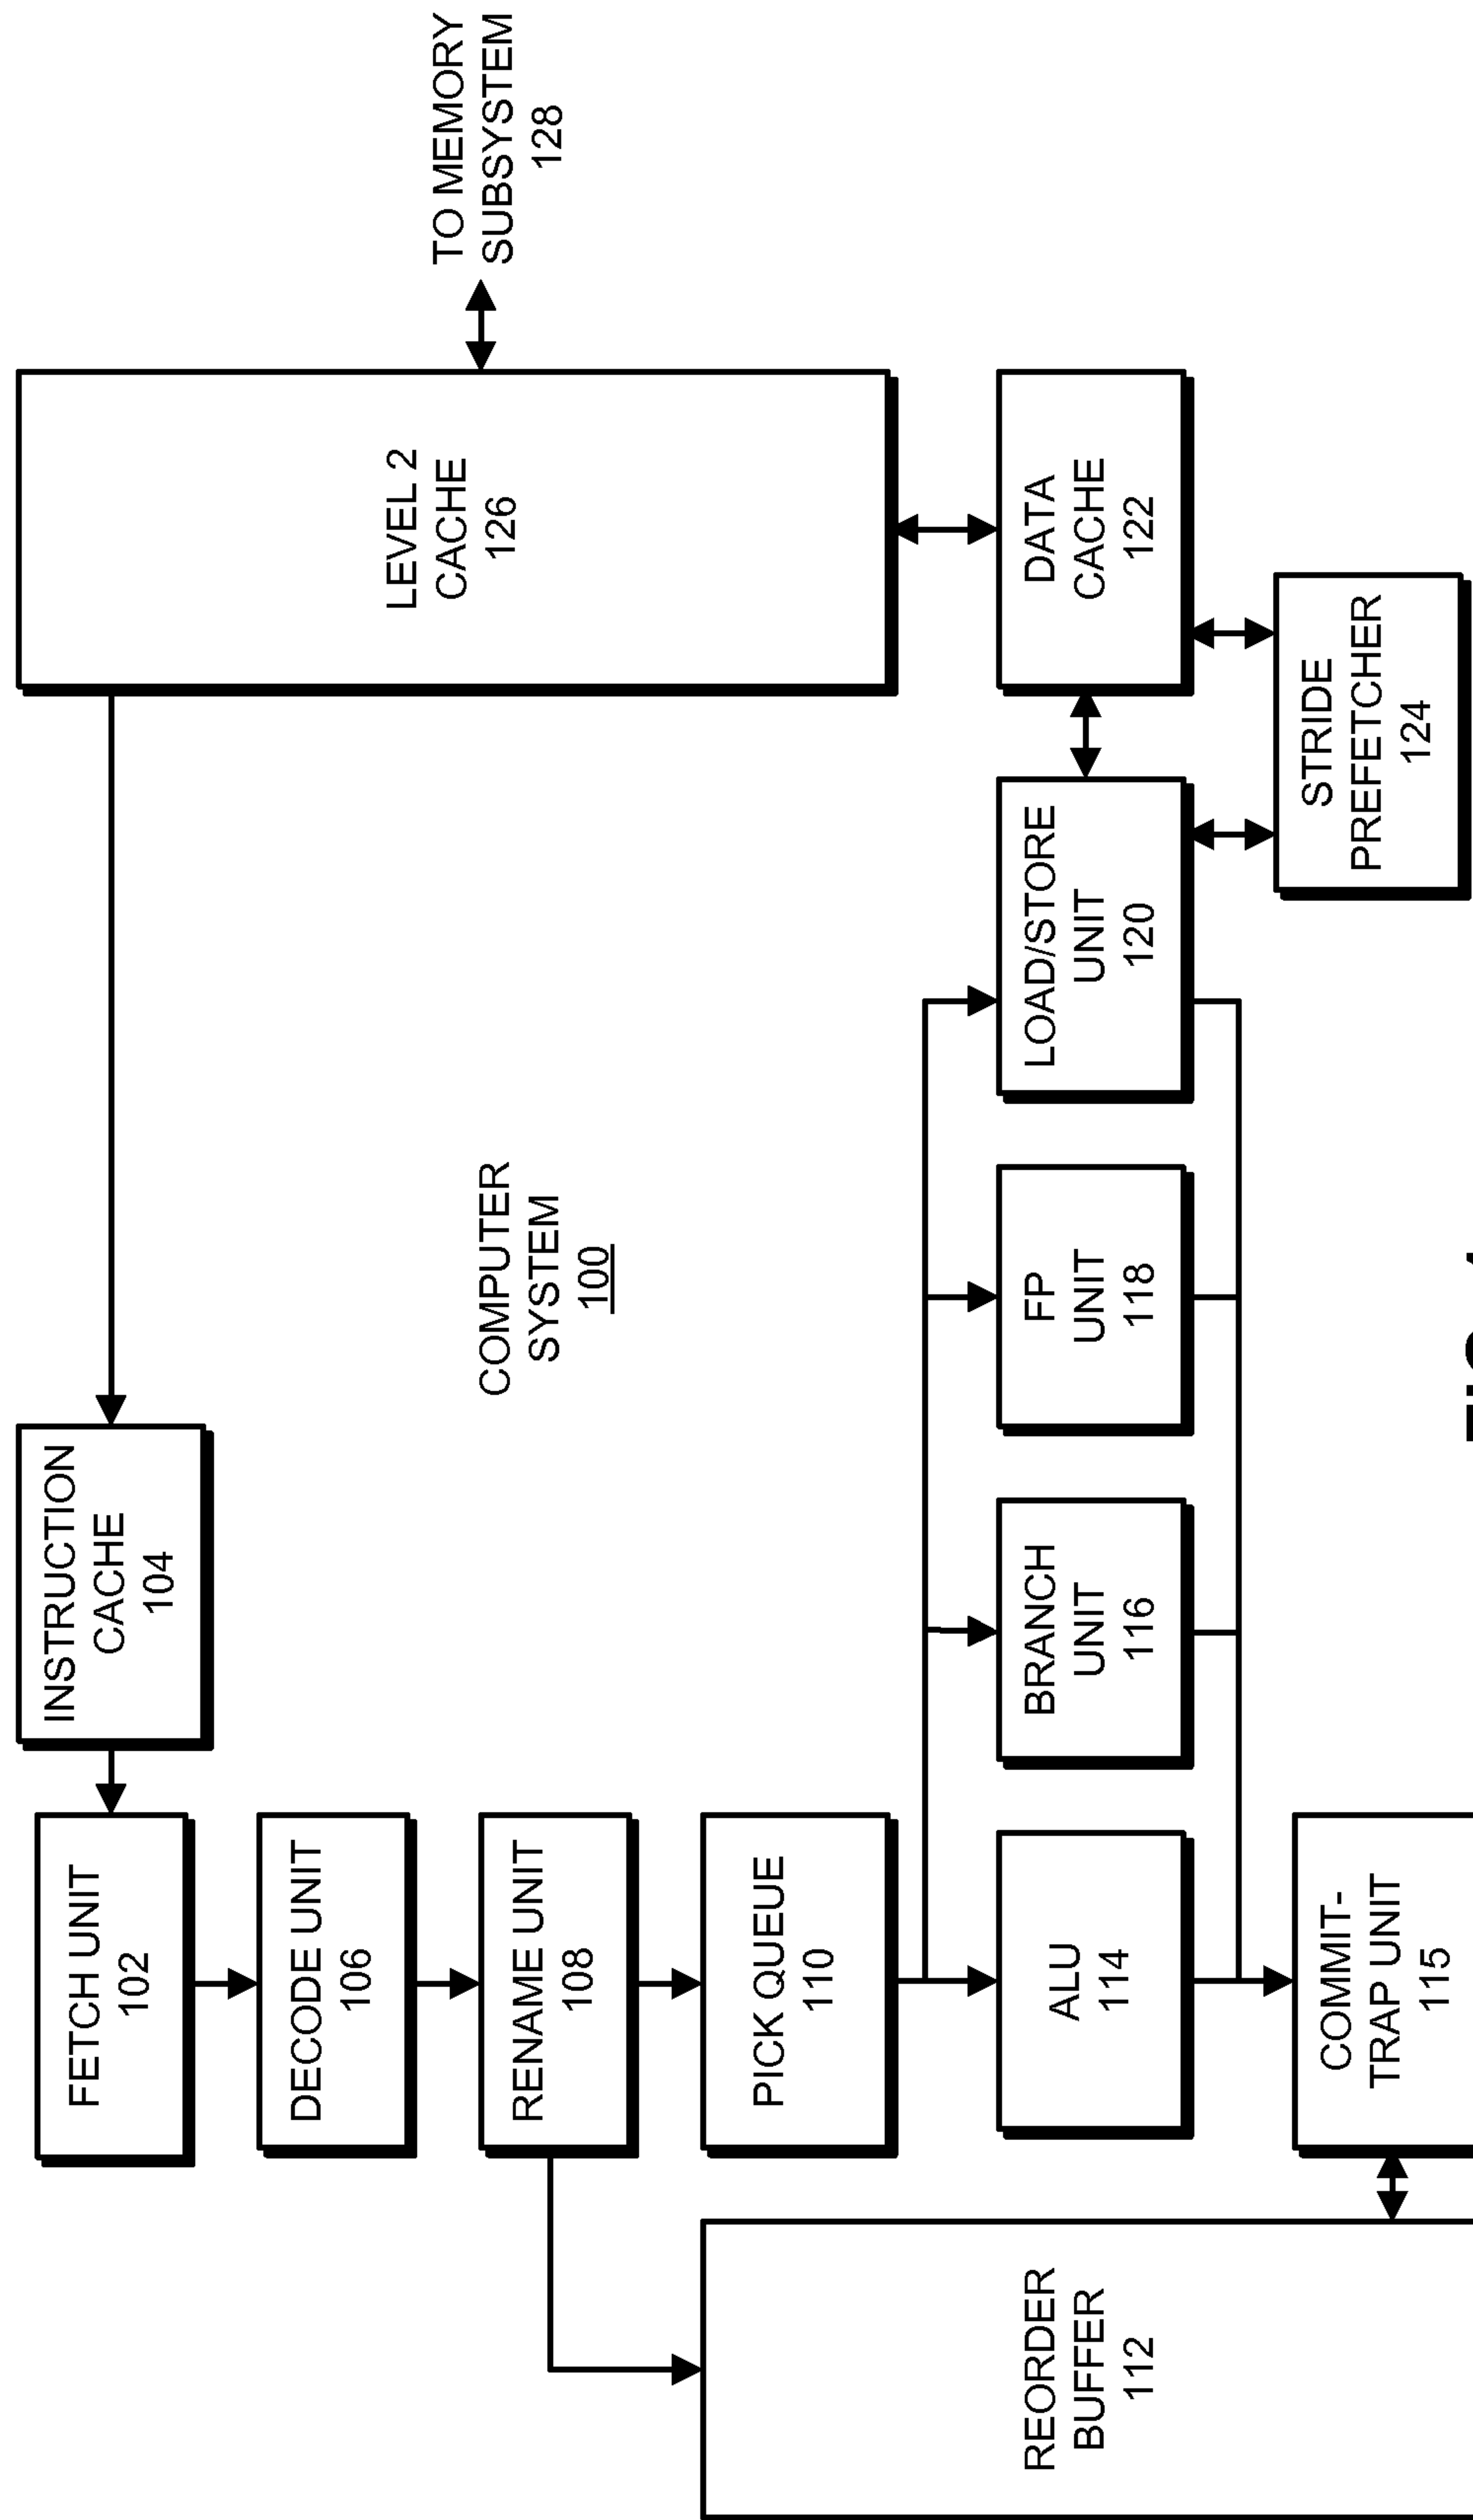 INSTRUCTION
CACHE
104
LEVEL 2
CACHE
126
TO MEMORY
SUBSYSTEM
128
FETCH UNIT
102
DECODE UNIT
106
RENAME UNIT
108
COMPUTER
SYSTEM
100
PICK QUEUE
110
REORDER
BUFFER
112
ALU
114
BRANCH
UNIT
116
FP
UNIT
118
LOAD/STORE
UNIT
120
DATA
CACHE
122
COMMIT-
TRAP UNIT
115
STRIDE
PREFETCHER
124